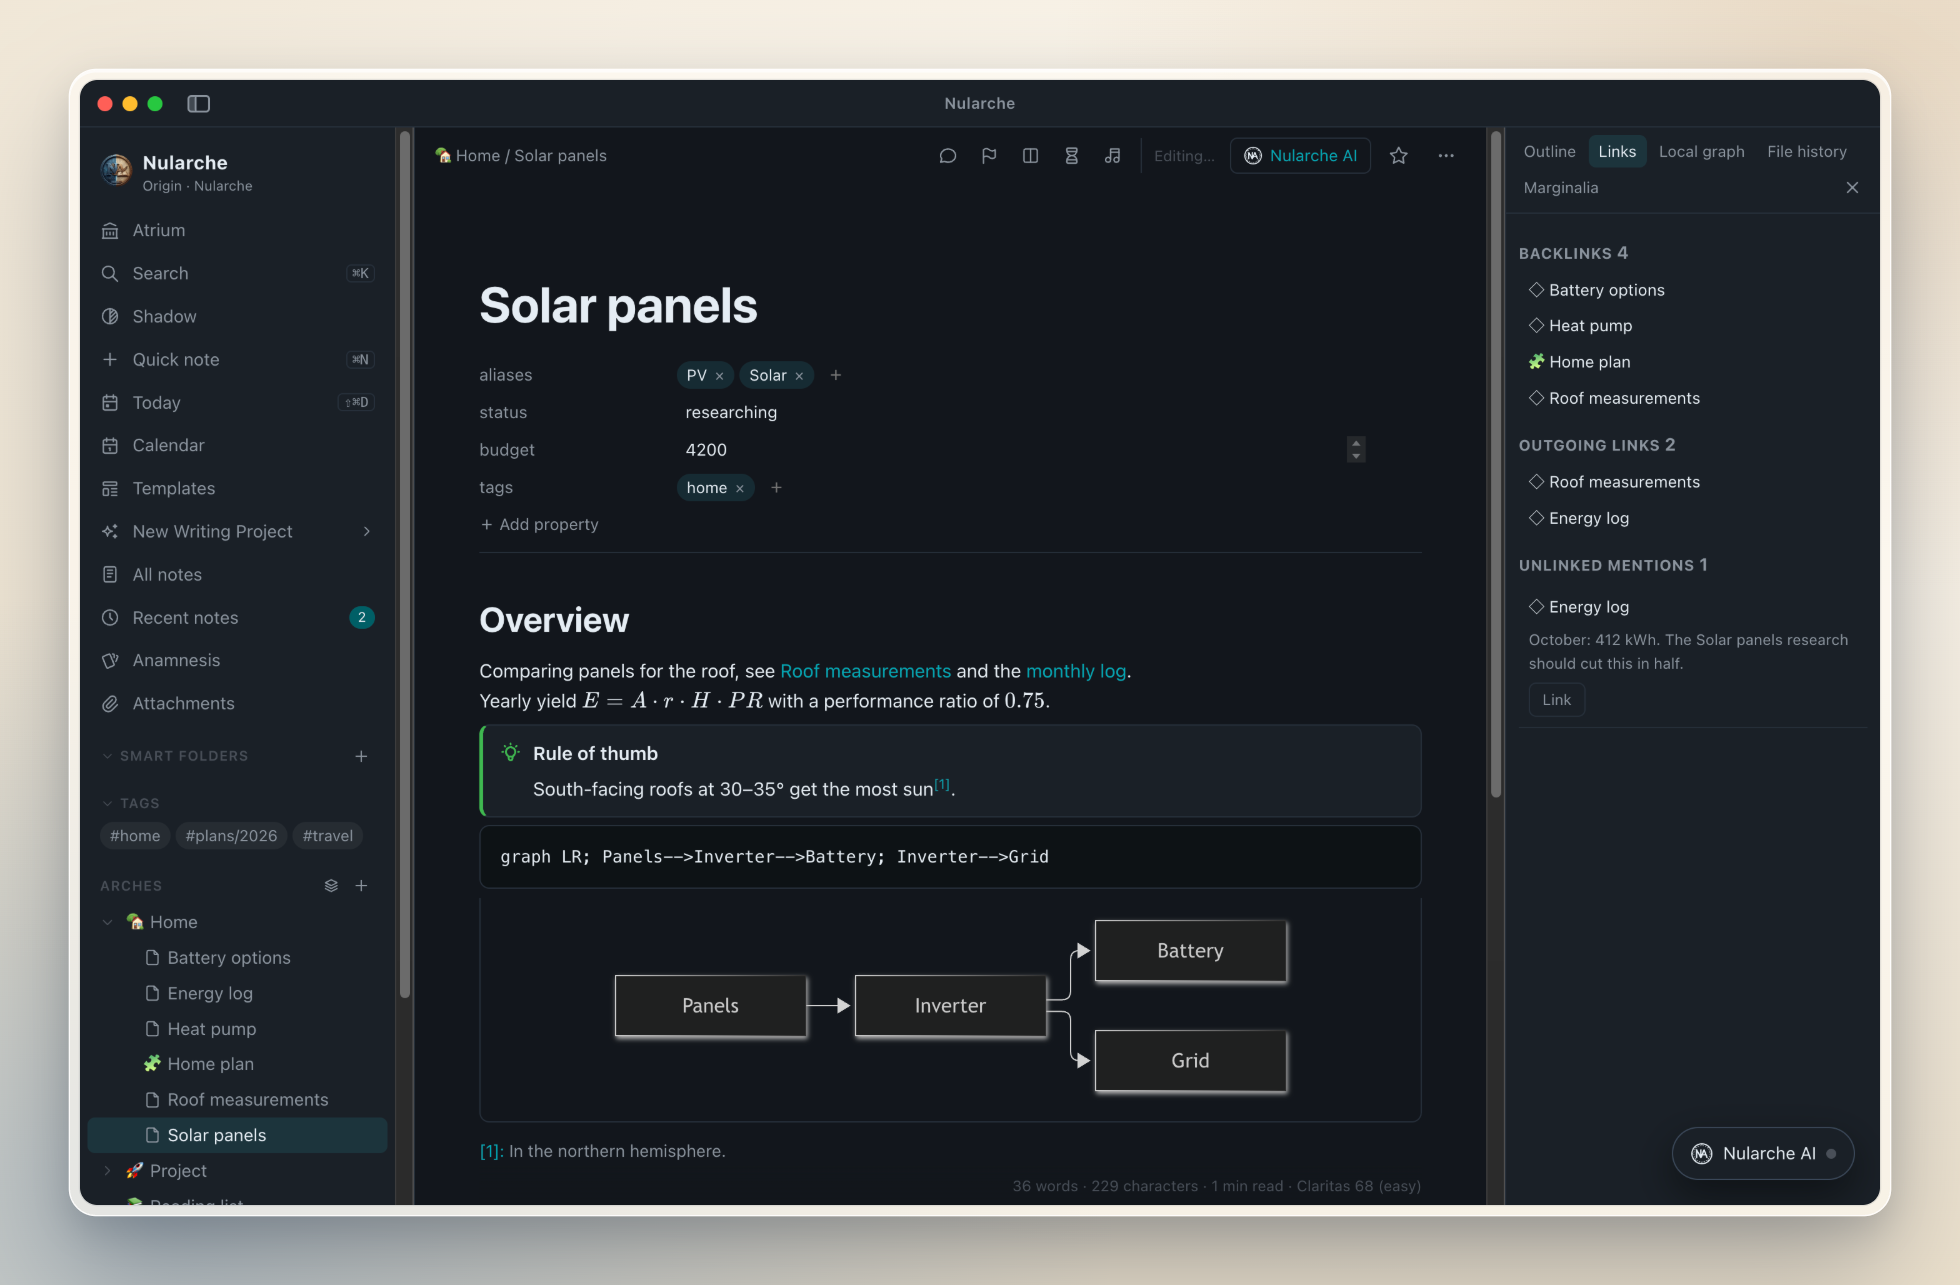 Nularche
Nularche
Origin · Nularche
Atrium
Search ⌘K
Shadow
Quick note ⌘N
Today ⇧⌘D
Calendar
Templates
New Writing Project
All notes
Recent notes 2
Anamnesis
Attachments
SMART FOLDERS
TAGS
#home #plans/2026 #travel
ARCHES
Home
Battery options
Energy log
Heat pump
Home plan
Roof measurements
Solar panels
Project
Reading list
Home / Solar panels
Editing...
Nularche AI
Solar panels
aliases PV × Solar × +
status researching
budget 4200
tags home × +
+ Add property
Overview
Comparing panels for the roof, see Roof measurements and the monthly log.
Yearly yield E = A · r · H · PR with a performance ratio of 0.75.
Rule of thumb
South-facing roofs at 30–35° get the most sun[1].
graph LR; Panels-->Inverter-->Battery; Inverter-->Grid
Battery
Panels
Inverter
Grid
[1]: In the northern hemisphere.
36 words · 229 characters · 1 min read · Claritas 68 (easy)
Outline Links Local graph File history
Marginalia
BACKLINKS 4
Battery options
Heat pump
Home plan
Roof measurements
OUTGOING LINKS 2
Roof measurements
Energy log
UNLINKED MENTIONS 1
Energy log
October: 412 kWh. The Solar panels research
should cut this in half.
Link
NA Nularche AI